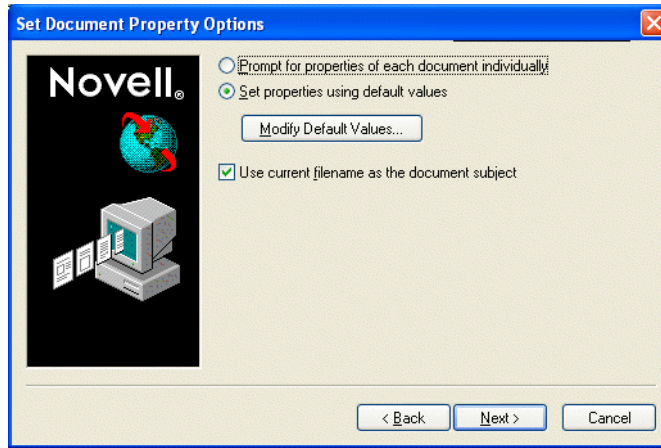 Set Document Property Options
Novell®
Prompt for properties of each document individually
Set properties using default values
Modify Default Values...
Use current filename as the document subject
< Back
Next >
Cancel